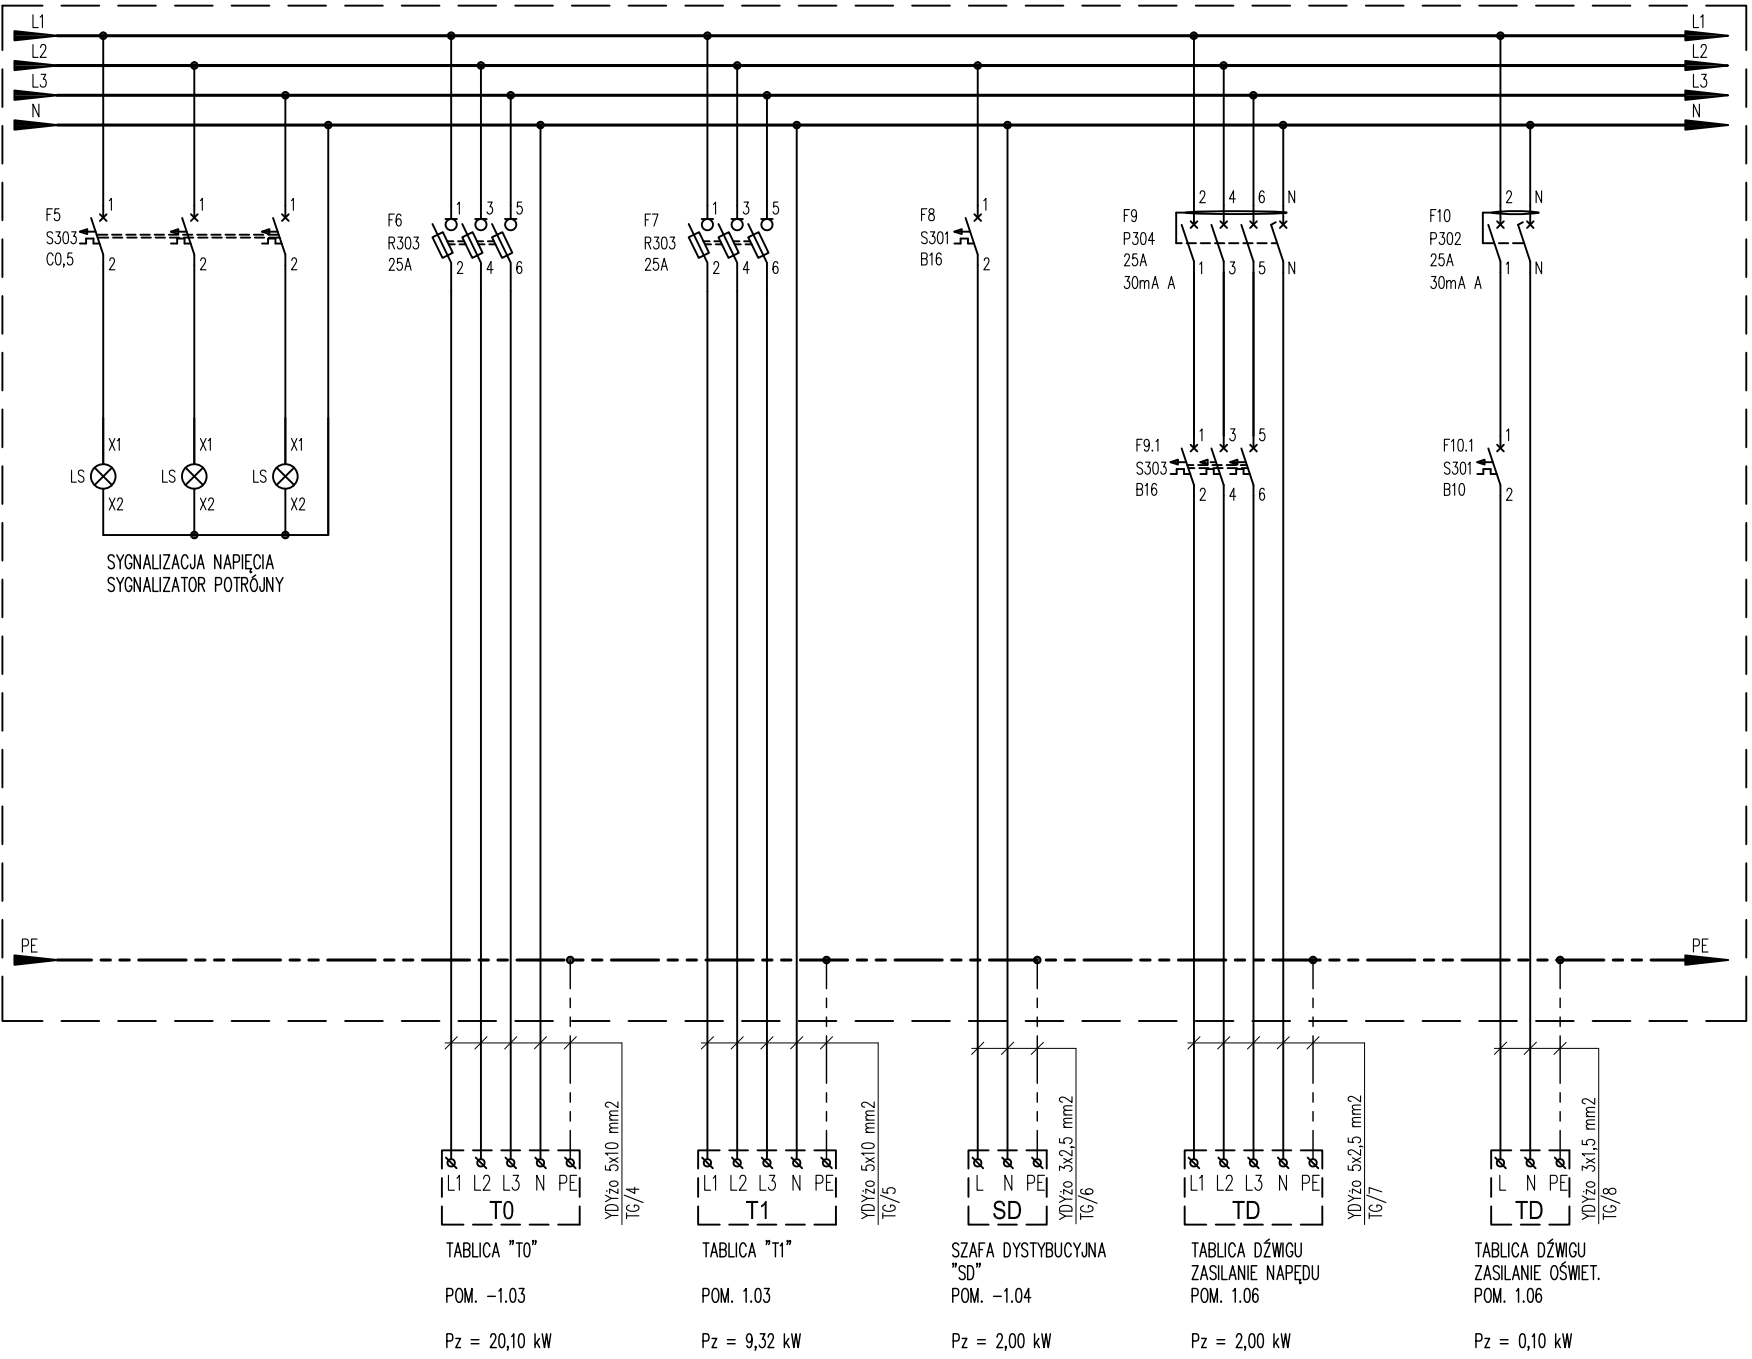 L1
L1
L2
L2
L3
L3
N
N
F5
S303
C0,5
1
1
1
2
2
2
X1
X1
X1
LS
LS
LS
X2
X2
X2
SYGNALIZACJA NAPIĘCIA
SYGNALIZATOR POTRÓJNY
F6
R303
25A
1 3 5
2 4 6
F7
R303
25A
1 3 5
2 4 6
F8
S301
B16
1
2
F9
P304
25A
30mA A
2 4 6 N
1 3 5 N
F9.1
S303
B16
1 3 5
2 4 6
F10
P302
25A
30mA A
2 N
1 N
F10.1
S301
B10
1
2
PE
PE
YDYżo 5x10 mm2
TG/4
L1 L2 L3 N PE
T0
TABLICA "T0"
POM. -1.03
Pz = 20,10 kW
YDYżo 5x10 mm2
TG/5
L1 L2 L3 N PE
T1
TABLICA "T1"
POM. 1.03
Pz = 9,32 kW
YDYżo 3x2,5 mm2
TG/6
L N PE
SD
SZAFA DYSTYBUCYJNA
"SD"
POM. -1.04
Pz = 2,00 kW
YDYżo 5x2,5 mm2
TG/7
L1 L2 L3 N PE
TD
TABLICA DŹWIGU
ZASILANIE NAPĘDU
POM. 1.06
Pz = 2,00 kW
YDYżo 3x1,5 mm2
TG/8
L N PE
TD
TABLICA DŹWIGU
ZASILANIE OŚWIET.
POM. 1.06
Pz = 0,10 kW